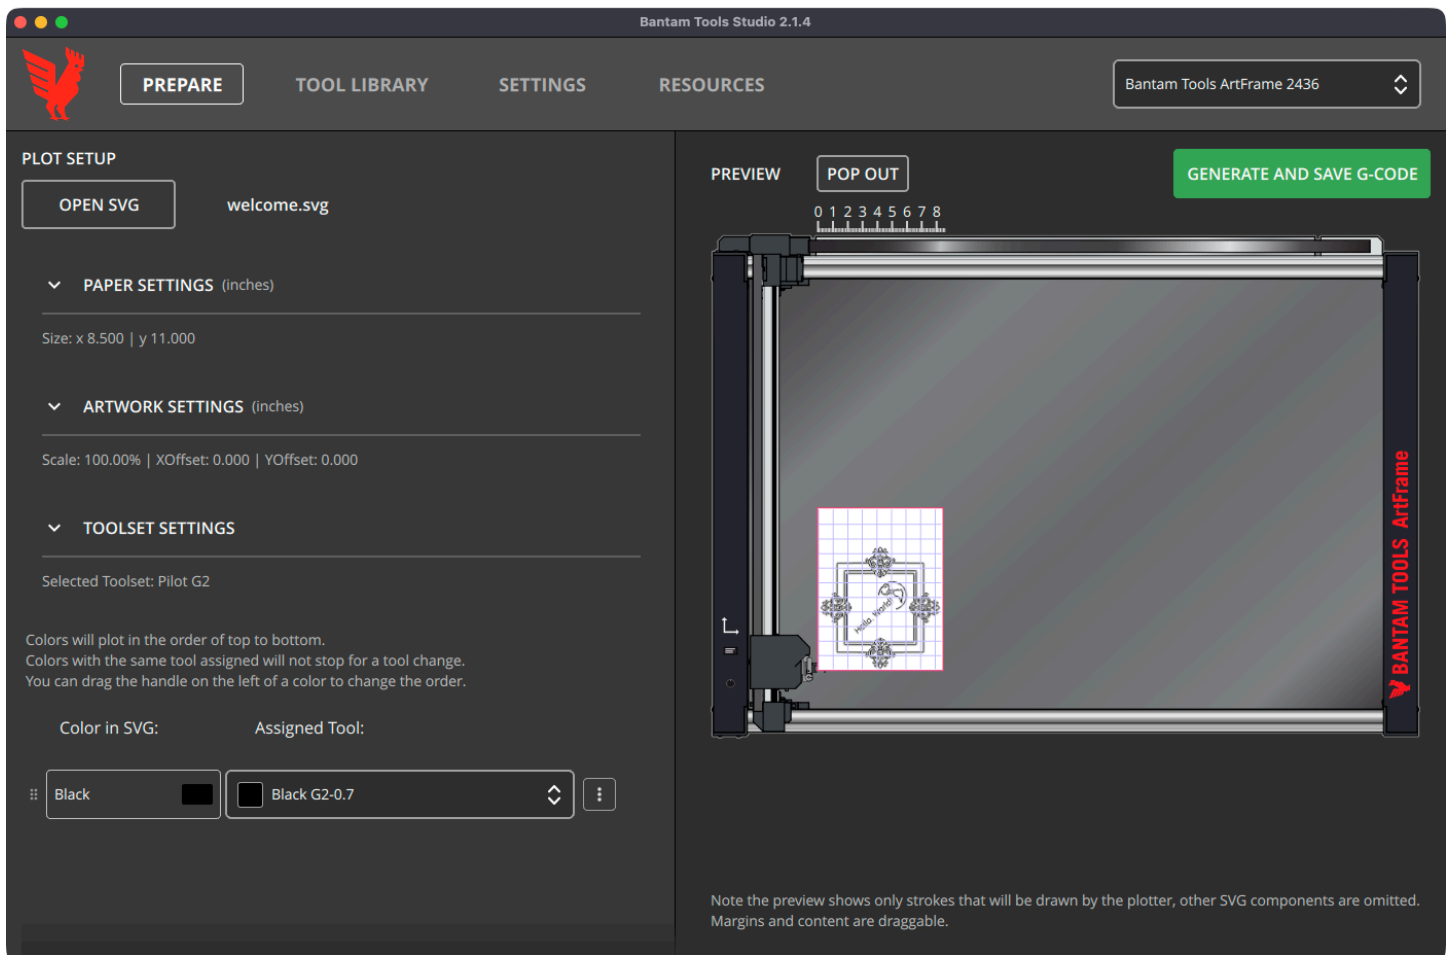 Bantam Tools Studio 2.1.4
PREPARE
TOOL LIBRARY
SETTINGS
RESOURCES
Bantam Tools ArtFrame 2436
PLOT SETUP
OPEN SVG
welcome.svg
PAPER SETTINGS (inches)
Size: x 8.500 | y 11.000
ARTWORK SETTINGS (inches)
Scale: 100.00% | XOffset: 0.000 | YOffset: 0.000
TOOLSET SETTINGS
Selected Toolset: Pilot G2
Colors will plot in the order of top to bottom.
Colors with the same tool assigned will not stop for a tool change.
You can drag the handle on the left of a color to change the order.
Color in SVG:
Assigned Tool:
Black
Black G2-0.7
PREVIEW
POP OUT
GENERATE AND SAVE G-CODE
0 1 2 3 4 5 6 7 8
Hello, World!
BANTAM TOOLS ArtFrame
Note the preview shows only strokes that will be drawn by the plotter, other SVG components are omitted.
Margins and content are draggable.